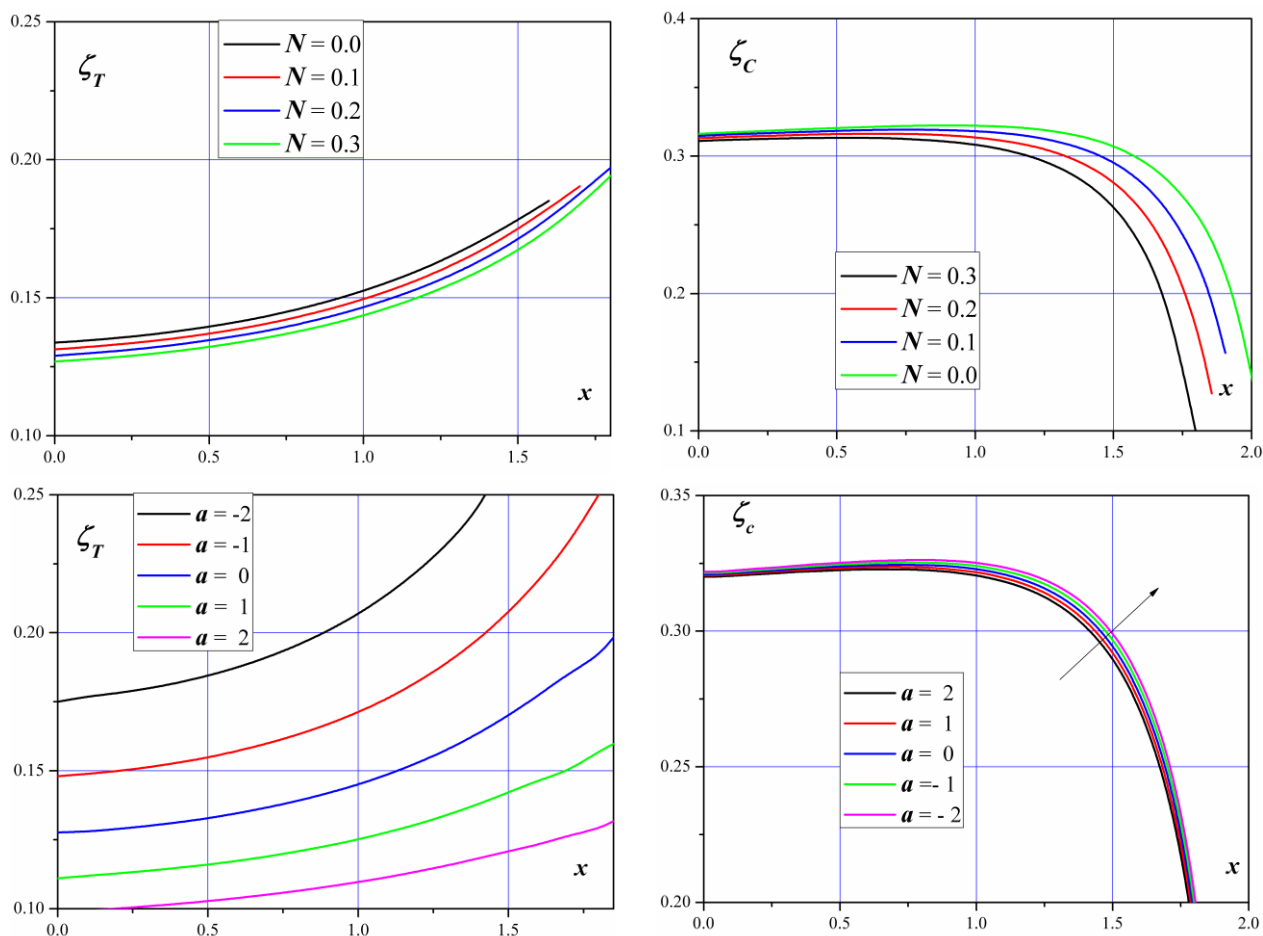 0.25
ζT
N = 0.0
N = 0.1
N = 0.2
N = 0.3
0.20
0.15
x
0.10
0.0 0.5 1.0 1.5
0.4
ζC
0.3
N = 0.3
N = 0.2
N = 0.1
N = 0.0
0.2
x
0.1
0.0 0.5 1.0 1.5 2.0
0.25
a = -2
a = -1
a = 0
a = 1
a = 2
ζT
0.20
0.15
x
0.10
0.0 0.5 1.0 1.5
0.35
ζc
0.30
a = 2
a = 1
a = 0
a =- 1
a = - 2
0.25
x
0.20
0.0 0.5 1.0 1.5 2.0